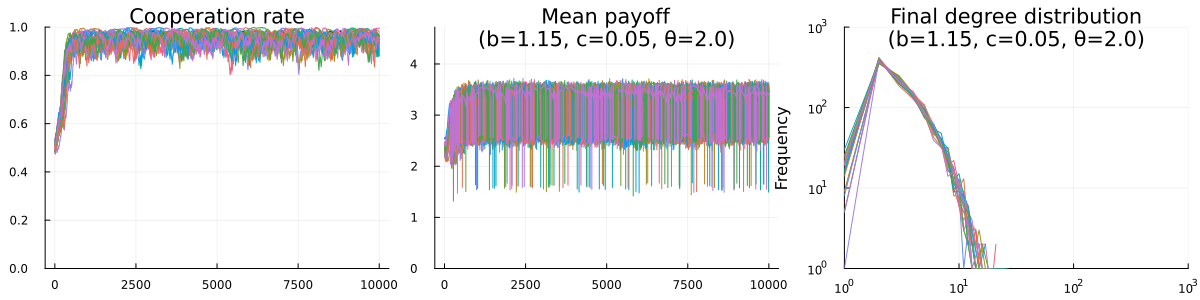 Cooperation rate
1.0
0.8
0.6
0.4
0.2
0.0
0 2500 5000 7500 10000
Mean payoff
(b=1.15, c=0.05, θ=2.0)
4
3
2
1
0
0 2500 5000 7500 10000
Final degree distribution
(b=1.15, c=0.05, θ=2.0)
Frequency
10³
10²
10¹
10⁰
10⁰ 10¹ 10² 10³